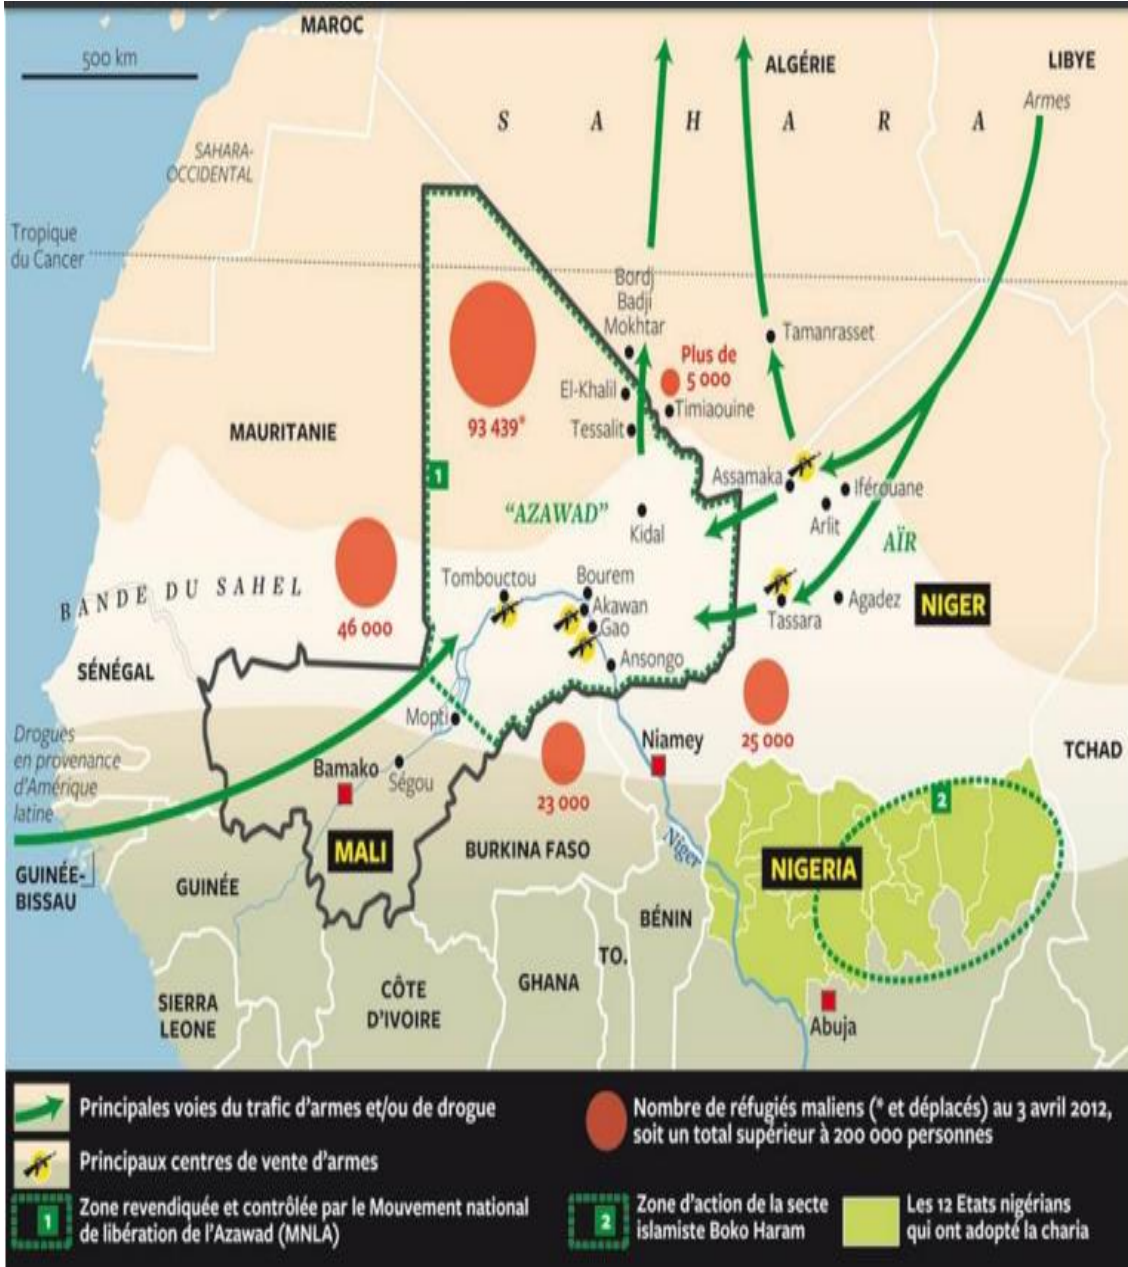 MAROC
500 km
ALGÉRIE
LIBYE
Armes
S A H A R A
SAHARA-
OCCIDENTAL
Tropique
du Cancer
Bordj
Badji
Mokhtar
Tamanrasset
Plus de
5 000
El-Khalil
Timiaouine
93 439*
Tessalit
MAURITANIE
1
Assamaka
Iférouane
"AZAWAD"
Arlit
Kidal
AÏR
Tombouctou
Bourem
BANDE DU SAHEL
Akawan
Agadez
NIGER
46 000
Gao
Tassara
SÉNÉGAL
Ansongo
Mopti
Drogues
en provenance
d'Amérique
latine
Niamey
25 000
TCHAD
Bamako
Ségou
2
23 000
MALI
BURKINA FASO
Niger
NIGERIA
GUINÉE-
BISSAU
GUINÉE
BÉNIN
TO.
GHANA
CÔTE
D'IVOIRE
SIERRA
LEONE
Abuja
Principales voies du trafic d'armes et/ou de drogue
Principaux centres de vente d'armes
1
Zone revendiquée et contrôlée par le Mouvement national
de libération de l'Azawad (MNLA)
Nombre de réfugiés maliens (* et déplacés) au 3 avril 2012,
soit un total supérieur à 200 000 personnes
2
Zone d'action de la secte
islamiste Boko Haram
Les 12 Etats nigérians
qui ont adopté la charia